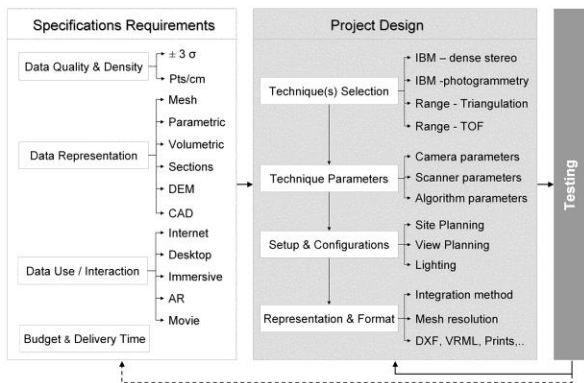 Specifications Requirements
Data Quality & Density
± 3 σ
Pts/cm
Data Representation
Mesh
Parametric
Volumetric
Sections
DEM
CAD
Data Use / Interaction
Internet
Desktop
Immersive
AR
Movie
Budget & Delivery Time
Project Design
Technique(s) Selection
IBM – dense stereo
IBM -photogrammetry
Range - Triangulation
Range - TOF
Technique Parameters
Camera parameters
Scanner parameters
Algorithm parameters
Setup & Configurations
Site Planning
View Planning
Lighting
Representation & Format
Integration method
Mesh resolution
DXF, VRML, Prints,..
Testing